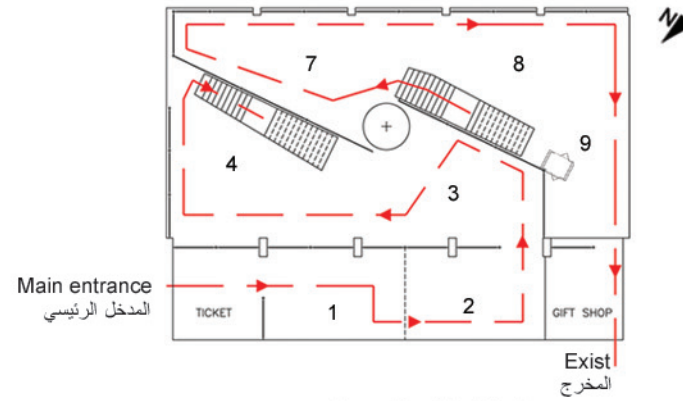 N
7
8
9
4
3
Main entrance
المدخل الرئيسي
TICKET
1
2
GIFT SHOP
Exist
المخرج